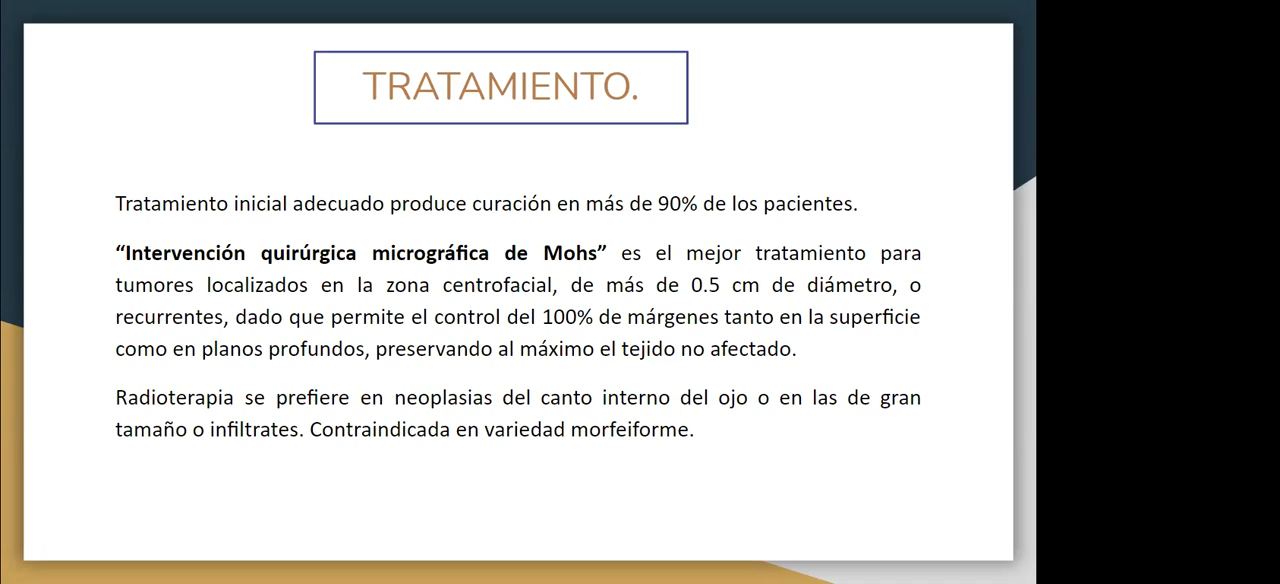 TRATAMIENTO.
Tratamiento inicial adecuado produce curación en más de 90% de los pacientes.
“Intervención quirúrgica micrográfica de Mohs” es el mejor tratamiento para
tumores localizados en la zona centrofacial, de más de 0.5 cm de diámetro, o
recurrentes, dado que permite el control del 100% de márgenes tanto en la superficie
como en planos profundos, preservando al máximo el tejido no afectado.
Radioterapia se prefiere en neoplasias del canto interno del ojo o en las de gran
tamaño o infiltrates. Contraindicada en variedad morfeiforme.